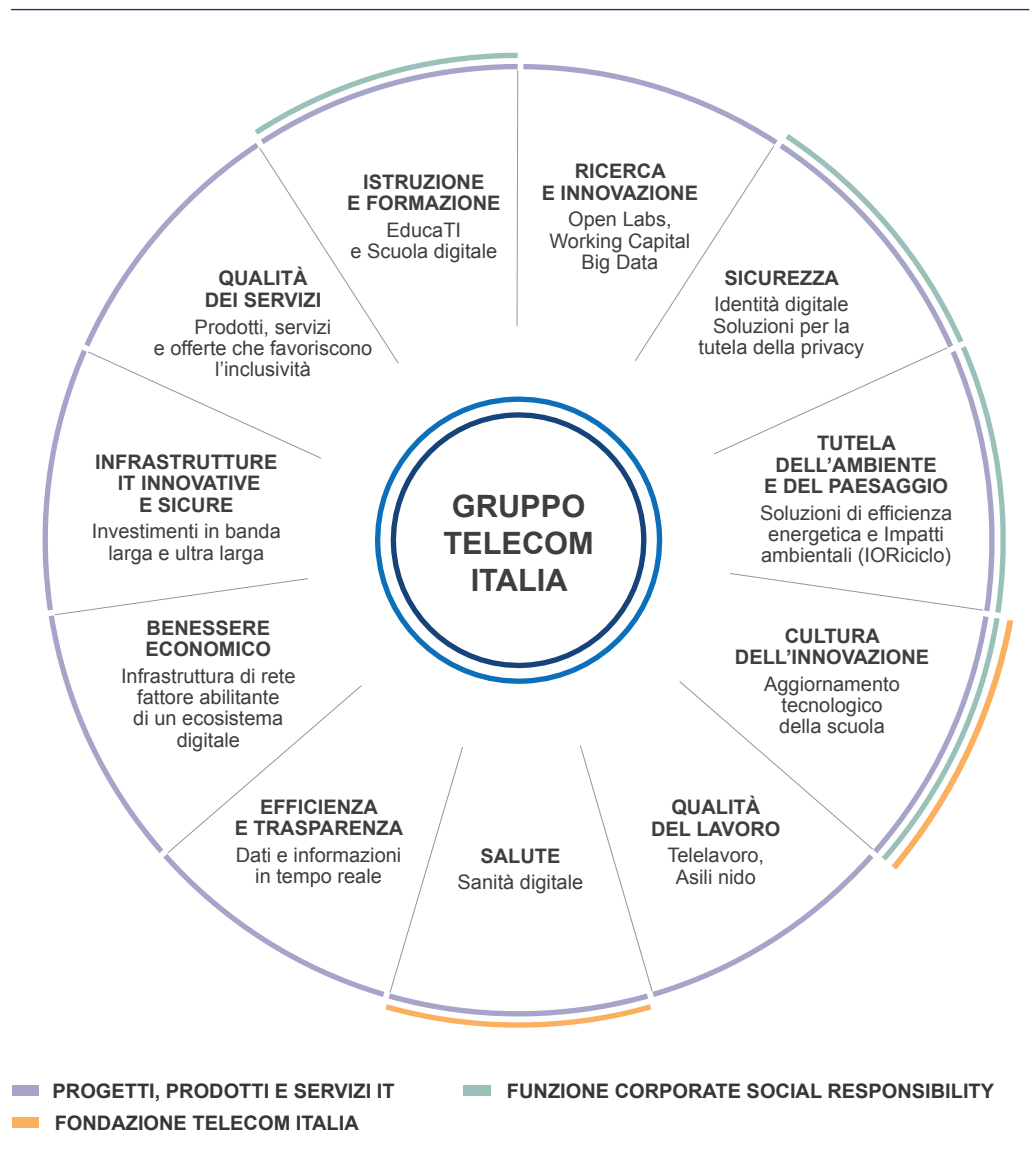 ISTRUZIONE
E FORMAZIONE
EducaTI
e Scuola digitale
RICERCA
E INNOVAZIONE
Open Labs,
Working Capital
Big Data
SICUREZZA
Identità digitale
Soluzioni per la
tutela della privacy
TUTELA
DELL’AMBIENTE
E DEL PAESAGGIO
Soluzioni di efficienza
energetica e Impatti
ambientali (IORiciclo)
CULTURA
DELL’INNOVAZIONE
Aggiornamento
tecnologico
della scuola
QUALITÀ
DEL LAVORO
Telelavoro,
Asili nido
SALUTE
Sanità digitale
EFFICIENZA
E TRASPARENZA
Dati e informazioni
in tempo reale
BENESSERE
ECONOMICO
Infrastruttura di rete
fattore abilitante
di un ecosistema
digitale
INFRASTRUTTURE
IT INNOVATIVE
E SICURE
Investimenti in banda
larga e ultra larga
QUALITÀ
DEI SERVIZI
Prodotti, servizi
e offerte che favoriscono
l’inclusività
GRUPPO
TELECOM
ITALIA
PROGETTI, PRODOTTI E SERVIZI IT
FUNZIONE CORPORATE SOCIAL RESPONSIBILITY
FONDAZIONE TELECOM ITALIA